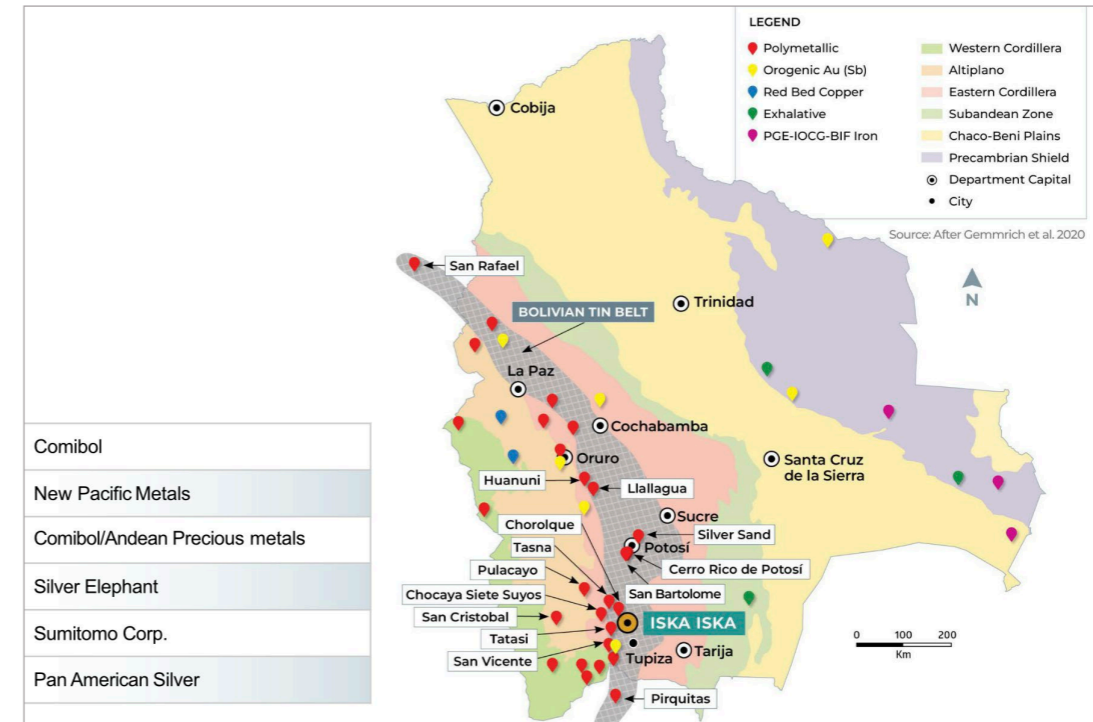 LEGEND
Polymetallic
Orogenic Au (Sb)
Red Bed Copper
Exhalative
PGE-IOCG-BIF Iron
Western Cordillera
Altiplano
Eastern Cordillera
Subandean Zone
Chaco-Beni Plains
Precambrian Shield
Department Capital
City
Source: After Gemmrich et al. 2020
N
Cobija
San Rafael
BOLIVIAN TIN BELT
Trinidad
La Paz
Cochabamba
Oruro
Santa Cruz
de la Sierra
Huanuni
Llallagua
Sucre
Chorolque
Silver Sand
Tasna
Potosí
Pulacayo
Cerro Rico de Potosí
Chocaya Siete Suyos
San Bartolome
San Cristobal
ISKA ISKA
Tatasi
San Vicente
Tupiza
Tarija
Pirquitas
0 100 200
Km
Comibol
New Pacific Metals
Comibol/Andean Precious metals
Silver Elephant
Sumitomo Corp.
Pan American Silver